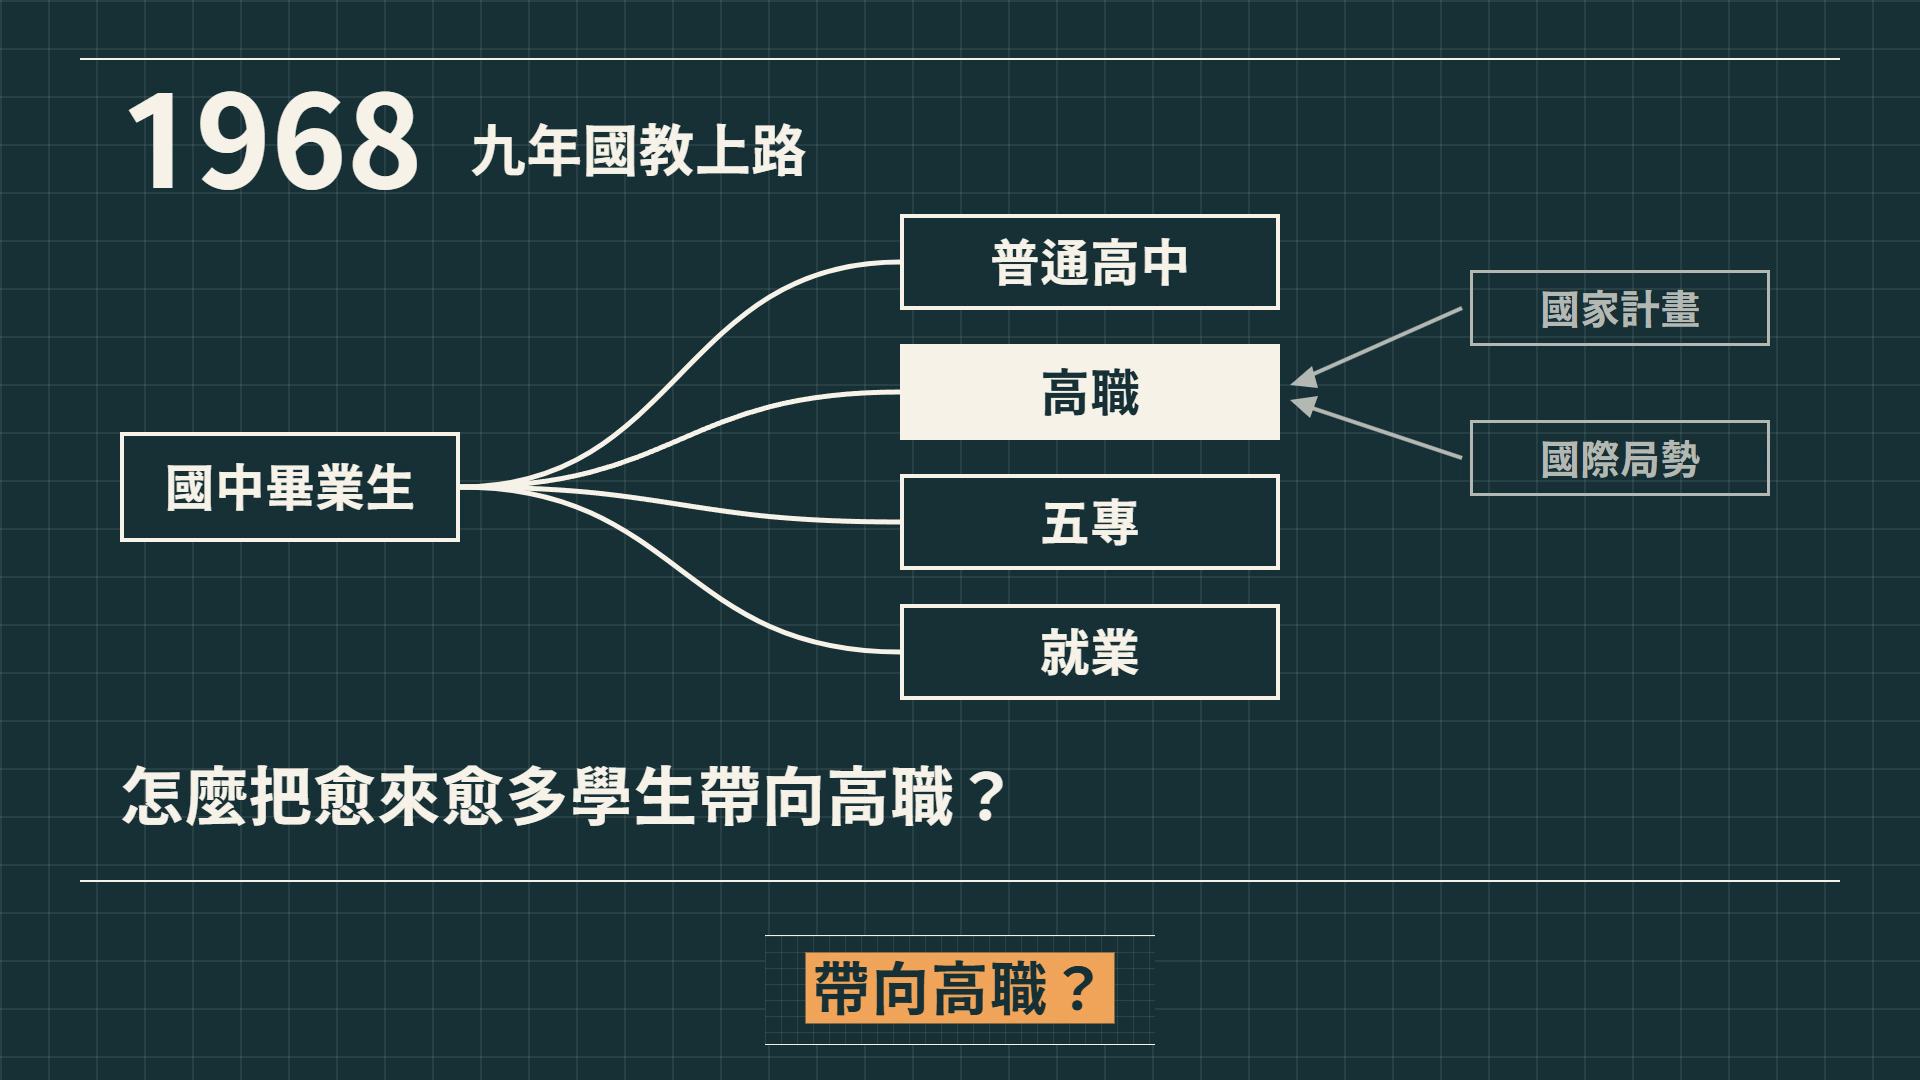 1968 九年國教上路
普通高中
國家計畫
高職
國際局勢
國中畢業生
五專
就業
怎麼把愈來愈多學生帶向高職？
帶向高職？